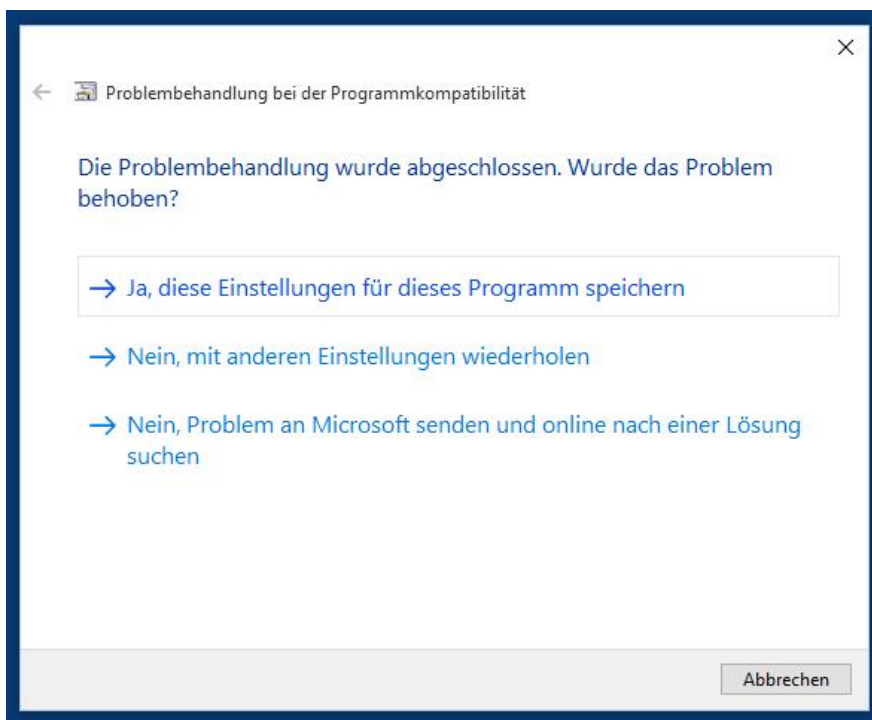 Problembehandlung bei der Programmkompatibilität
Die Problembehandlung wurde abgeschlossen. Wurde das Problem
behoben?
Ja, diese Einstellungen für dieses Programm speichern
Nein, mit anderen Einstellungen wiederholen
Nein, Problem an Microsoft senden und online nach einer Lösung
suchen
Abbrechen